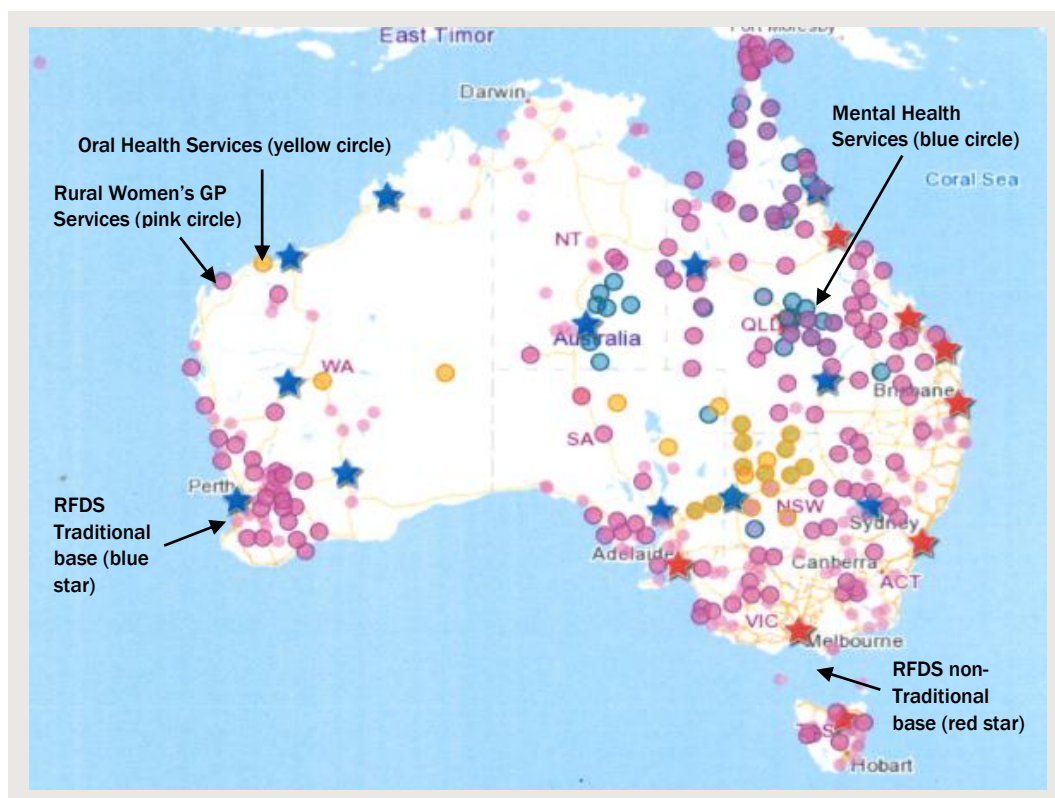 East Timor
Port Moresby
Darwin
Mental Health
Services (blue circle)
Oral Health Services (yellow circle)
Rural Women's GP
Services (pink circle)
Coral Sea
NT
QLD
Australia
WA
Brisbane
SA
Perth
NSW
Sydney
RFDS
Traditional
base (blue
star)
Adelaide
Canberra
ACT
VIC
Melbourne
RFDS non-
Traditional
base (red star)
Hobart